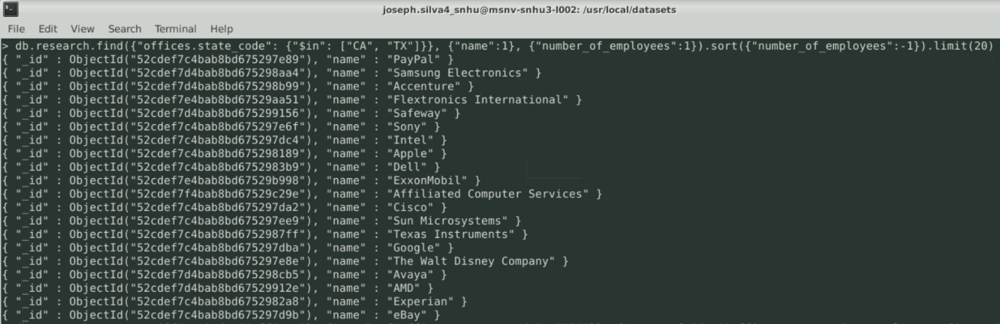 joseph.silva4_snhu@msnv-snhu3-l002: /usr/local/datasets
File Edit View Search Terminal Help
> db.research.find({"offices.state_code": {"$in": ["CA", "TX"]}}, {"name":1}, {"number_of_employees":1}).sort({"number_of_employees":-1}).limit(20)
{ "_id" : ObjectId("52cdef7c4bab8bd675297e89"), "name" : "PayPal" }
{ "_id" : ObjectId("52cdef7d4bab8bd675298aa4"), "name" : "Samsung Electronics" }
{ "_id" : ObjectId("52cdef7d4bab8bd675298b99"), "name" : "Accenture" }
{ "_id" : ObjectId("52cdef7e4bab8bd67529aa51"), "name" : "Flextronics International" }
{ "_id" : ObjectId("52cdef7d4bab8bd675299156"), "name" : "Safeway" }
{ "_id" : ObjectId("52cdef7c4bab8bd675297e6f"), "name" : "Sony" }
{ "_id" : ObjectId("52cdef7c4bab8bd675297dc4"), "name" : "Intel" }
{ "_id" : ObjectId("52cdef7c4bab8bd675298189"), "name" : "Apple" }
{ "_id" : ObjectId("52cdef7c4bab8bd6752983b9"), "name" : "Dell" }
{ "_id" : ObjectId("52cdef7e4bab8bd67529b998"), "name" : "ExxonMobil" }
{ "_id" : ObjectId("52cdef7f4bab8bd67529c29e"), "name" : "Affiliated Computer Services" }
{ "_id" : ObjectId("52cdef7c4bab8bd675297da2"), "name" : "Cisco" }
{ "_id" : ObjectId("52cdef7c4bab8bd675297ee9"), "name" : "Sun Microsystems" }
{ "_id" : ObjectId("52cdef7c4bab8bd6752987ff"), "name" : "Texas Instruments" }
{ "_id" : ObjectId("52cdef7c4bab8bd675297dba"), "name" : "Google" }
{ "_id" : ObjectId("52cdef7c4bab8bd675297e8e"), "name" : "The Walt Disney Company" }
{ "_id" : ObjectId("52cdef7d4bab8bd675298cb5"), "name" : "Avaya" }
{ "_id" : ObjectId("52cdef7d4bab8bd67529912e"), "name" : "AMD" }
{ "_id" : ObjectId("52cdef7c4bab8bd6752982a8"), "name" : "Experian" }
{ "_id" : ObjectId("52cdef7c4bab8bd675297d9b"), "name" : "eBay" }